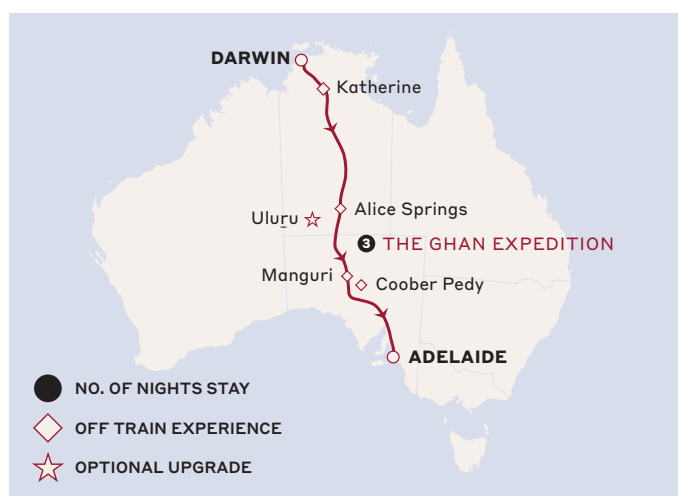 DARWIN
Katherine
Alice Springs
Uluṟu
3 THE GHAN EXPEDITION
Manguri
Coober Pedy
ADELAIDE
NO. OF NIGHTS STAY
OFF TRAIN EXPERIENCE
OPTIONAL UPGRADE